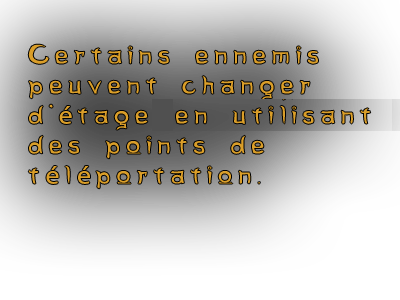 Certains ennemis
peuvent changer
d'étage en utilisant
des points de
téléportation.